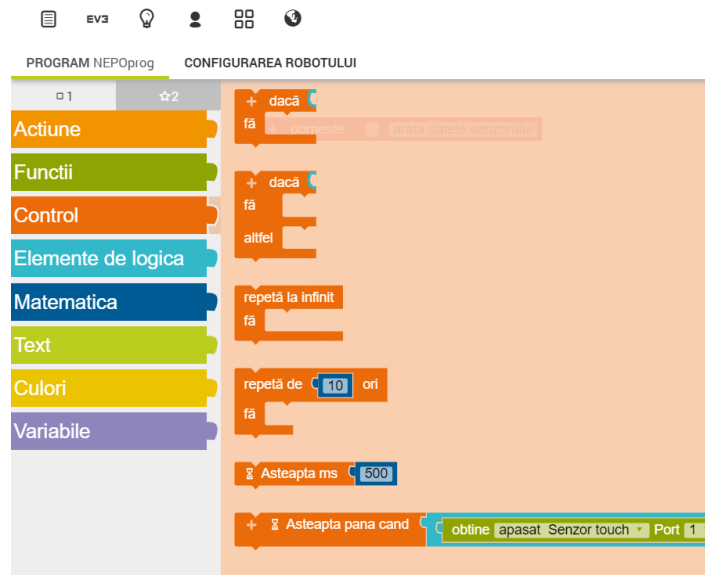 EV3
PROGRAM NEPOprog CONFIGURAREA ROBOTULUI
1 2
Actiune
Functii
Control
Elemente de logica
Matematica
Text
Culori
Variabile
dacă
fă
+ porneste arata datele senzorului
+ dacă
fă
altfel
repetă la infinit
fă
repetă de 10 ori
fă
Asteapta ms 500
+ Asteapta pana cand obtine apasat Senzor touch Port 1